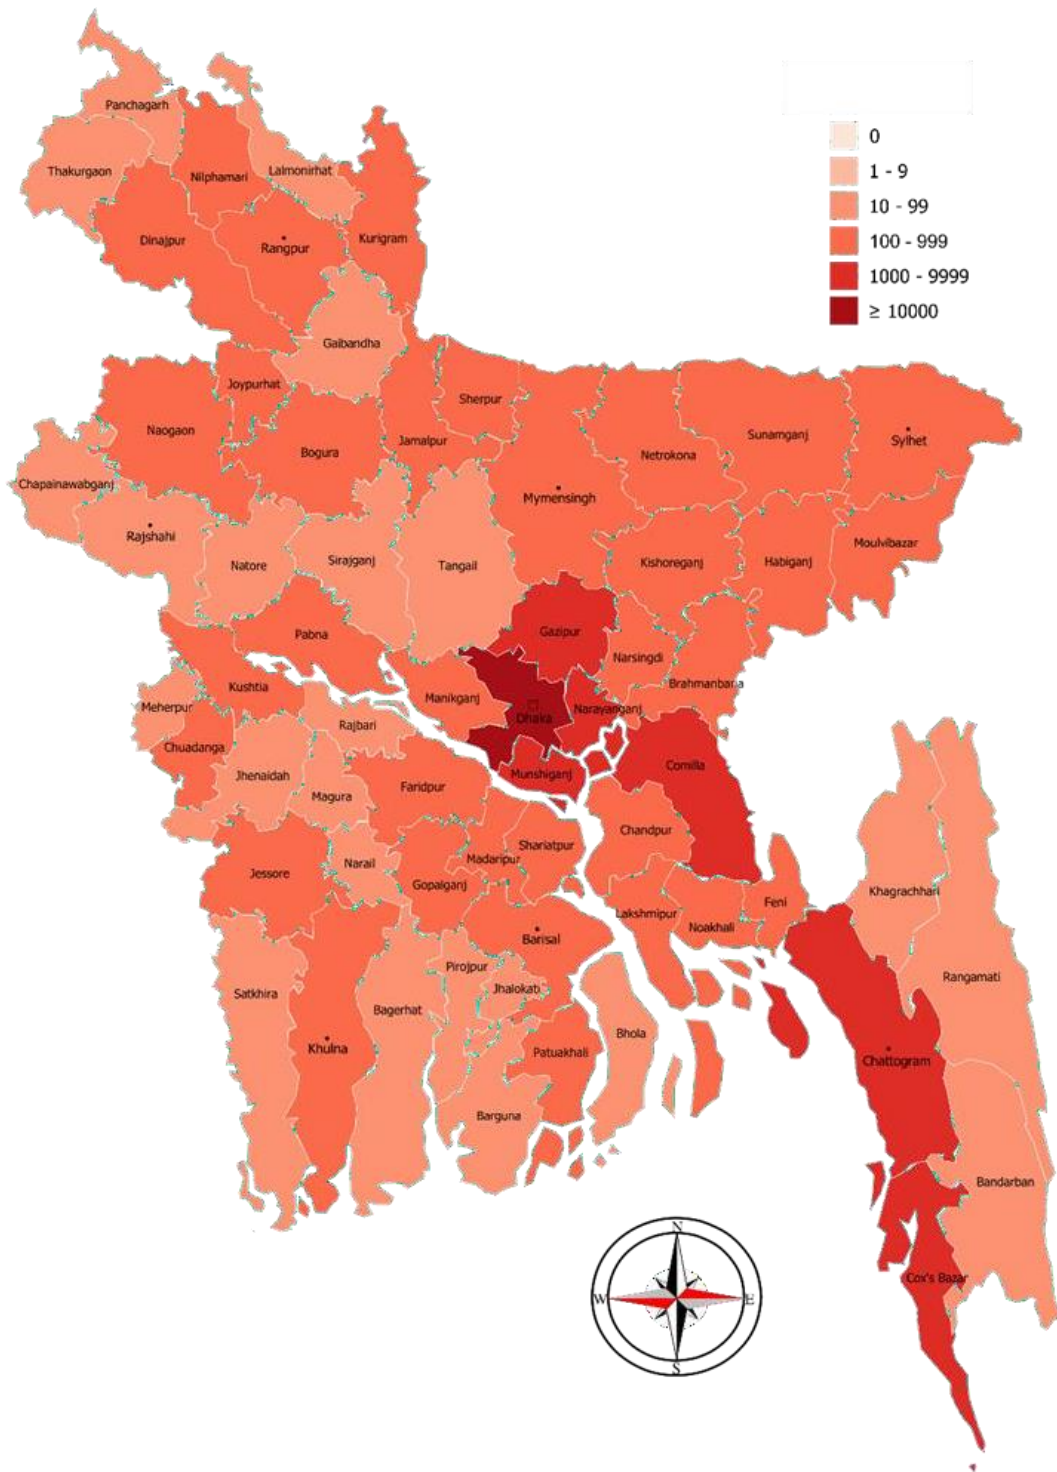 Panchagarh
Thakurgaon
Nilphamari
Lalmonirhat
Dinajpur
Rangpur
Kurigram
Gaibandha
0
1 - 9
10 - 99
100 - 999
1000 - 9999
≥ 10000
Joypurhat
Naogaon
Bogura
Jamalpur
Sherpur
Netrokona
Sunamganj
Sylhet
Mymensingh
Chapainawabganj
Rajshahi
Natore
Sirajganj
Tangail
Kishoreganj
Habiganj
Moulvibazar
Gazipur
Pabna
Narsingdi
Brahmanbaria
Kushtia
Manikganj
Meherpur
Rajbari
Dhaka
Narayanganj
Chuadanga
Jhenaidah
Magura
Faridpur
Munshiganj
Comilla
Chandpur
Shariatpur
Madaripur
Narail
Jessore
Gopalganj
Khagrachhari
Lakshmipur
Noakhali
Feni
Barisal
Pirojpur
Jhalokati
Satkhira
Bagerhat
Rangamati
Bhola
Khulna
Patuakhali
Chattogram
Barguna
Bandarban
Cox's Bazar
N
W
E
S